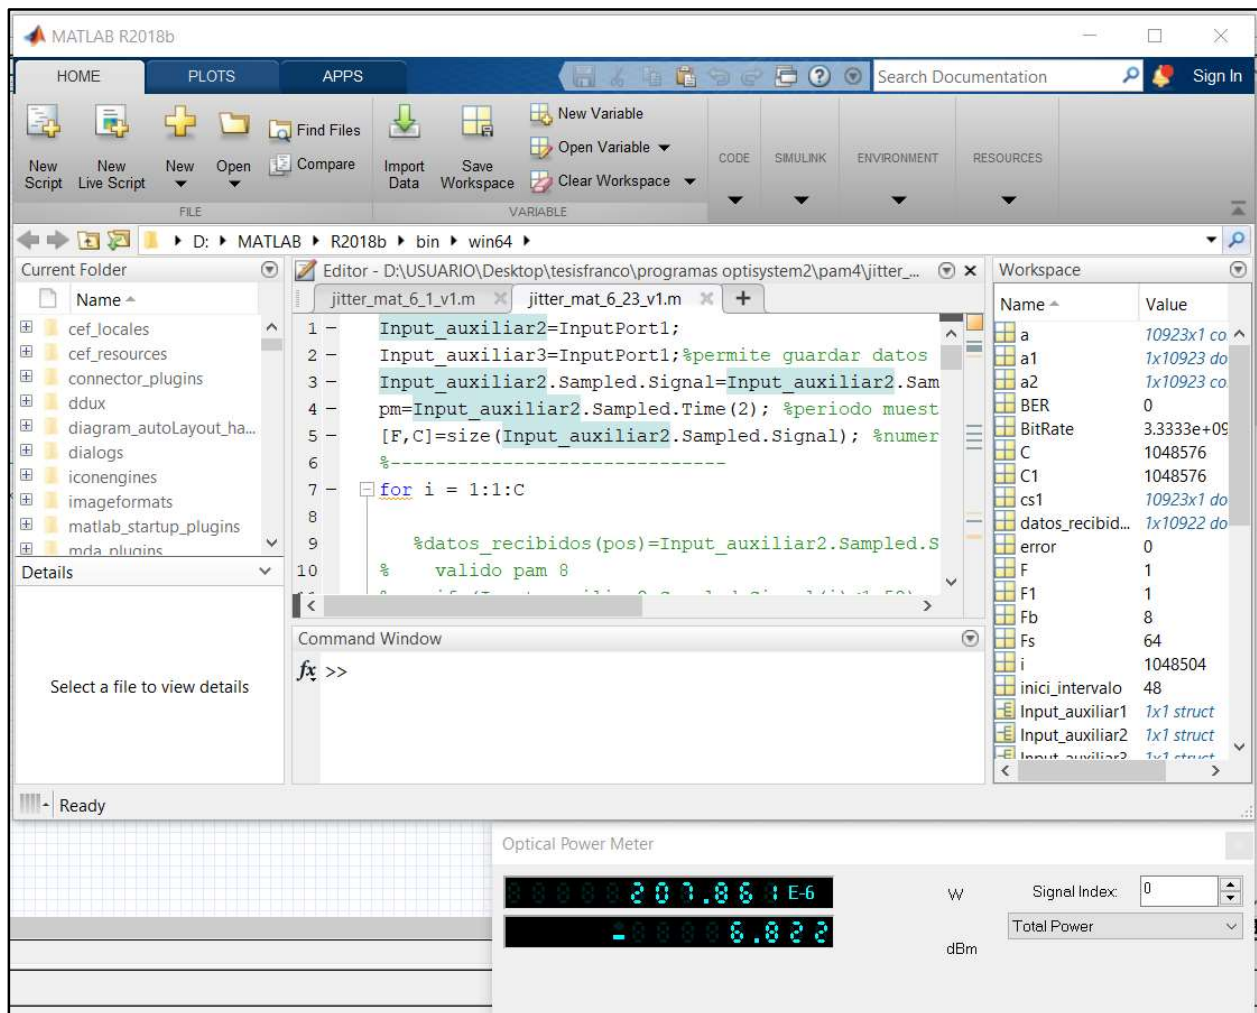 MATLAB R2018b
HOME PLOTS APPS Search Documentation Sign In
New Script
New Live Script
New
Open
Find Files
Compare
Import Data
Save Workspace
New Variable
Open Variable
Clear Workspace
CODE SIMULINK ENVIRONMENT RESOURCES
FILE VARIABLE
D: MATLAB R2018b bin win64
Current Folder
Name
cef_locales
cef_resources
connector_plugins
ddux
diagram_autoLayout_ha...
dialogs
iconengines
imageformats
matlab_startup_plugins
mda_plugins
Details
Select a file to view details
Editor - D:\USUARIO\Desktop\tesisfranco\programas optisystem2\pam4\jitter_...
jitter_mat_6_1_v1.m jitter_mat_6_23_v1.m
1 - Input_auxiliar2=InputPort1;
2 - Input_auxiliar3=InputPort1;%permite guardar datos
3 - Input_auxiliar2.Sampled.Signal=Input_auxiliar2.Sam
4 - pm=Input_auxiliar2.Sampled.Time(2); %periodo muest
5 - [F,C]=size(Input_auxiliar2.Sampled.Signal); %numer
6 %------------------------------
7 - for i = 1:1:C
8
9 %datos_recibidos(pos)=Input_auxiliar2.Sampled.S
10 % valido pam 8
Command Window
fx >>
Workspace
Name Value
a 10923x1 co
a1 1x10923 do
a2 1x10923 co
BER 0
BitRate 3.3333e+09
C 1048576
C1 1048576
cs1 10923x1 do
datos_recibid... 1x10922 do
error 0
F 1
F1 1
Fb 8
Fs 64
i 1048504
inici_intervalo 48
Input_auxiliar1 1x1 struct
Input_auxiliar2 1x1 struct
Ready
Optical Power Meter
207.861 E-6 W
- 6.822 dBm
Signal Index: 0
Total Power